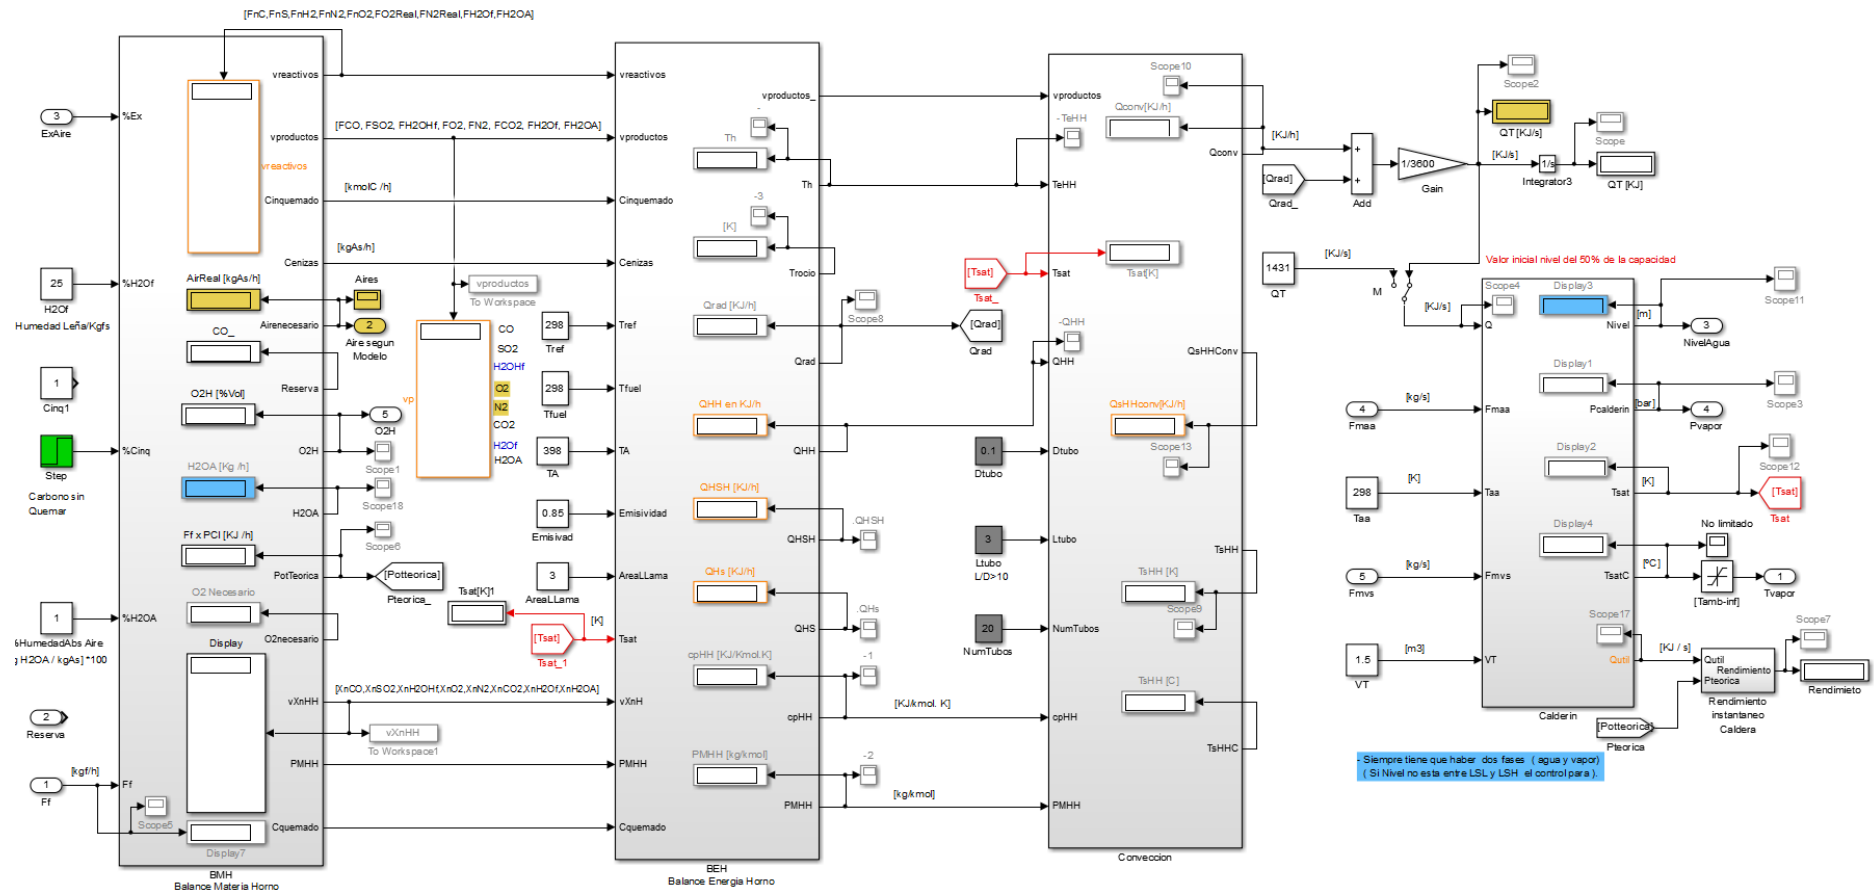 [FnC,FnS,FnH2,FnN2,FnO2,FO2Real,FN2Real,FH2Of,FH2OA]
3
ExAire
25
H2Of
Humedad Leña/Kgfs
1
Cinq1
Step
Carbono sin
Quemar
1
%HumedadAbs Aire
g H2OA / kgAs] *100
2
Reserva
[kgf/h]
1
Ff
%Ex
%H2Of
%Cinq
%H2OA
Ff
vreactivos
vproductos
vreactivos
Cinquemado
Cenizas
AirReal [kgAs/h]
Airenecesario
CO_
Reserva
O2H [%Vol]
O2H
H2OA [Kg /h]
H2OA
Ff x PCI [KJ /h]
PotTeorica
O2 Necesario
O2necesario
Display
vXnHH
PMHH
Cquemado
Display7
Scope5
BMH
Balance Materia Horno
[FCO, FSO2, FH2OHf, FO2, FN2, FCO2, FH2Of, FH2OA]
[kmolC /h]
[kgAs/h]
Aires
2
Aire segun
Modelo
5
O2H
Scope1
Scope18
Scope6
[Potteorica]
Pteorica_
vproductos
To Workspace
vp
CO
SO2
H2OHf
O2
N2
CO2
H2Of
H2OA
Tsat[K]1
[K]
[Tsat]
Tsat_1
[XnCO,XnSO2,XnH2OHf,XnO2,XnN2,XnCO2,XnH2Of,XnH2OA]
vXnHH
To Workspace1
298
Tref
298
Tfuel
398
TA
0.85
Emisivad
3
AreaLLama
vreactivos
vproductos
Cinquemado
Cenizas
Tref
Tfuel
TA
Emisividad
AreaLLama
Tsat
vXnH
PMHH
Cquemado
vproductos_
-
Th
Th
-3
[K]
Trocio
Qrad [KJ/h]
Qrad
QHH en KJ/h
QHH
QHSH [KJ/h]
QHSH
QHs [KJ/h]
QHS
cpHH [KJ/Kmol.K]
cpHH
PMHH [kg/kmol]
PMHH
BEH
Balance Energia Horno
Scope8
[Qrad]
Qrad
.QHSH
.QHs
-1
-2
[KJ/kmol. K]
[kg/kmol]
[Tsat]
Tsat_
0.1
Dtubo
3
Ltubo
L/D>10
20
NumTubos
vproductos
-TeHH
TeHH
Tsat
-QHH
QHH
Dtubo
Ltubo
NumTubos
cpHH
PMHH
Scope10
Qconv[KJ/h]
Qconv
Tsat[K]
QsHHConv
QsHHconv[KJ/h]
Scope13
TsHH
TsHH [K]
Scope9
TsHH [C]
TsHHC
Conveccion
[KJ/h]
[Qrad]
Qrad_
Add
1/3600
Gain
[KJ/s]
Scope2
QT [KJ/s]
1/s
Integrator3
Scope
QT [KJ]
1431
QT
[KJ/s]
M
[KJ/s]
Valor inicial nivel del 50% de la capacidad
Scope4
Q
Display3
Nivel
[m]
Scope11
3
NivelAgua
4
Fmaa
[kg/s]
Fmaa
Display1
Pcalderin
[bar]
Scope3
4
Pvapor
298
Taa
[K]
Taa
Display2
Tsat
[K]
Scope12
[Tsat]
Tsat
5
Fmvs
[kg/s]
Fmvs
Display4
TsatC
[ºC]
No limitado
[Tamb-inf]
1
Tvapor
1.5
VT
[m3]
VT
Scope17
Qutil
[KJ / s]
Calderin
[Potteorica]
Pteorica
Qutil
Rendimiento
Pteorica
Rendimiento
instantaneo
Caldera
Scope7
Rendimieto
- Siempre tiene que haber dos fases ( agua y vapor)
( Si Nivel no esta entre LSL y LSH el control para ).